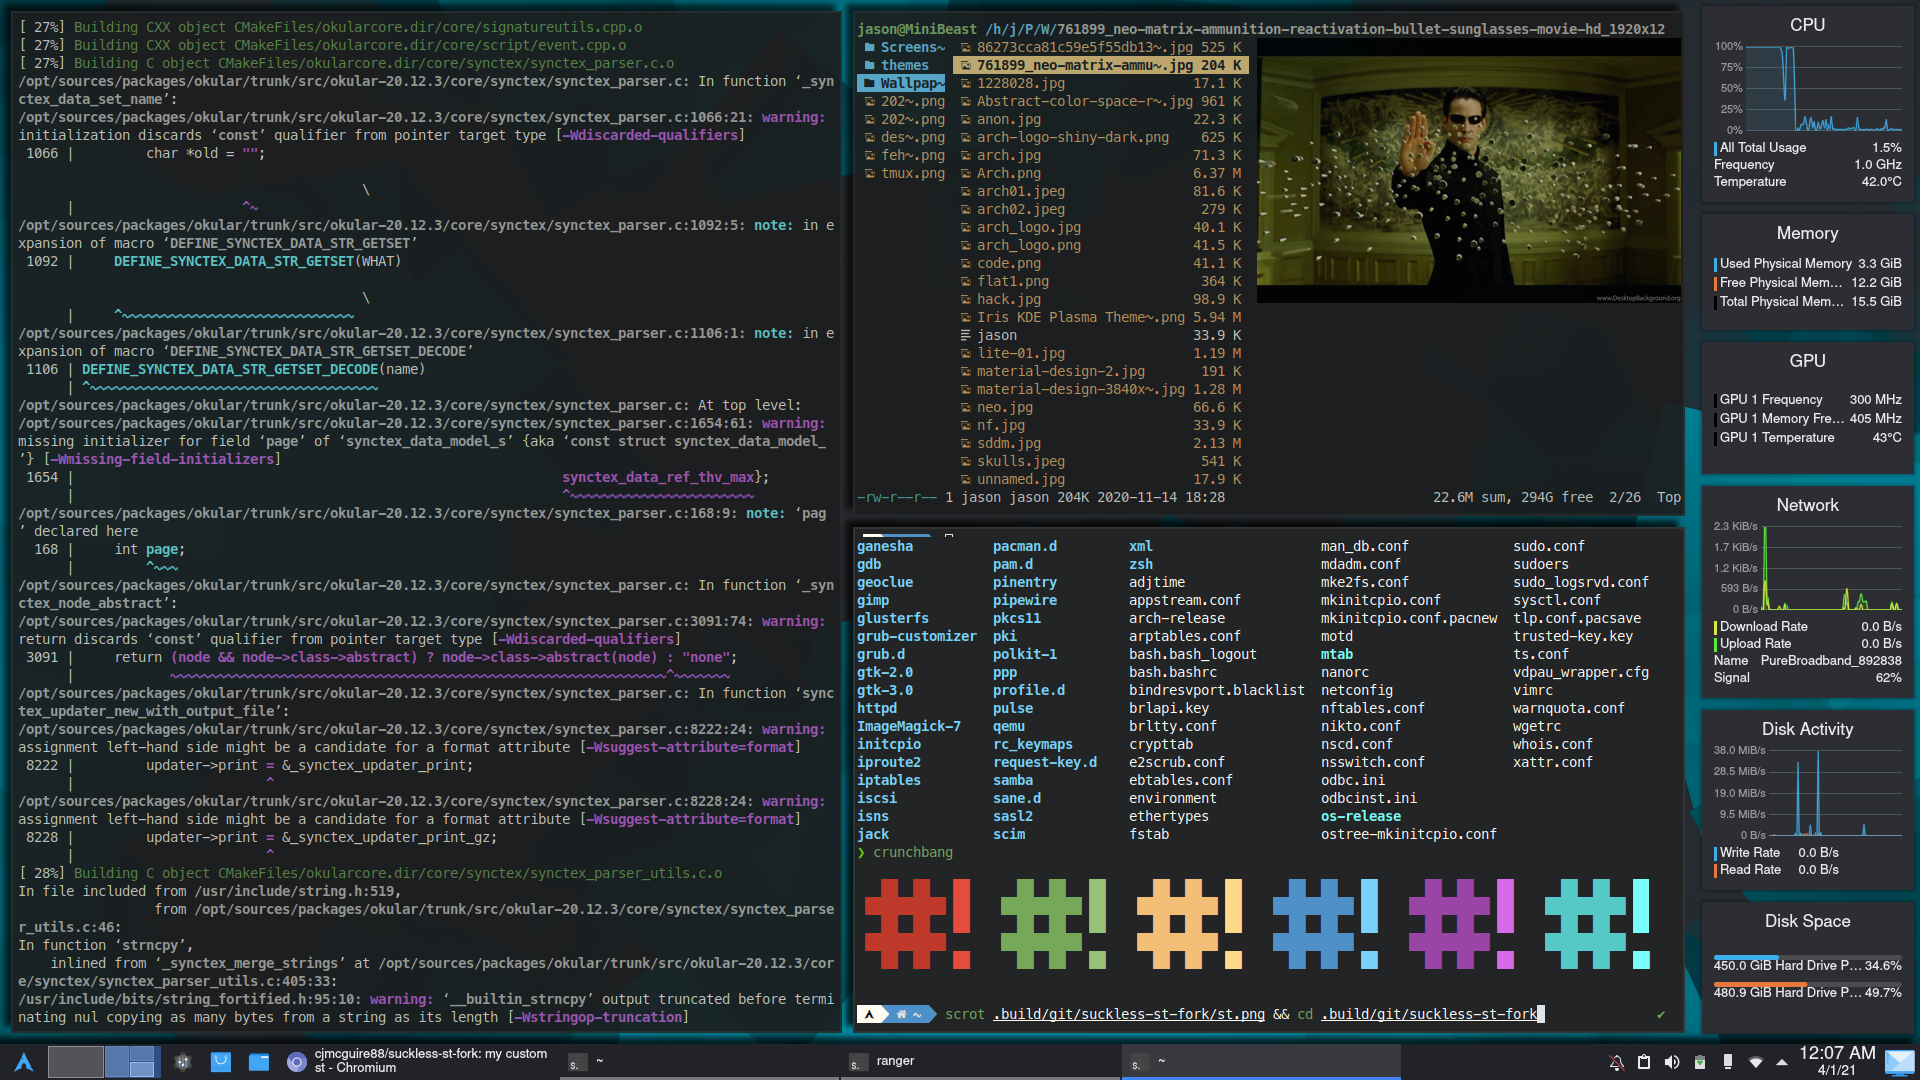 [ 27%] Building CXX object CMakeFiles/okularcore.dir/core/signatureutils.cpp.o
[ 27%] Building CXX object CMakeFiles/okularcore.dir/core/script/event.cpp.o
[ 27%] Building C object CMakeFiles/okularcore.dir/core/synctex/synctex_parser.c.o
/opt/sources/packages/okular/trunk/src/okular-20.12.3/core/synctex/synctex_parser.c: In function ‘_syn
ctex_data_set_name’:
/opt/sources/packages/okular/trunk/src/okular-20.12.3/core/synctex/synctex_parser.c:1066:21: warning:
initialization discards ‘const’ qualifier from pointer target type [-Wdiscarded-qualifiers]
1066 |         char *old = "";
\
|                     ^~
/opt/sources/packages/okular/trunk/src/okular-20.12.3/core/synctex/synctex_parser.c:1092:5: note: in e
xpansion of macro ‘DEFINE_SYNCTEX_DATA_STR_GETSET’
1092 |     DEFINE_SYNCTEX_DATA_STR_GETSET(WHAT)
\
|     ^~~~~~~~~~~~~~~~~~~~~~~~~~~~~~
/opt/sources/packages/okular/trunk/src/okular-20.12.3/core/synctex/synctex_parser.c:1106:1: note: in e
xpansion of macro ‘DEFINE_SYNCTEX_DATA_STR_GETSET_DECODE’
1106 | DEFINE_SYNCTEX_DATA_STR_GETSET_DECODE(name)
| ^~~~~~~~~~~~~~~~~~~~~~~~~~~~~~~~~~~~~
/opt/sources/packages/okular/trunk/src/okular-20.12.3/core/synctex/synctex_parser.c: At top level:
/opt/sources/packages/okular/trunk/src/okular-20.12.3/core/synctex/synctex_parser.c:1654:61: warning:
missing initializer for field ‘page’ of ‘synctex_data_model_s’ {aka ‘const struct synctex_data_model_
’} [-Wmissing-field-initializers]
1654 |                                                             synctex_data_ref_thv_max};
|                                                             ^~~~~~~~~~~~~~~~~~~~~~~~
/opt/sources/packages/okular/trunk/src/okular-20.12.3/core/synctex/synctex_parser.c:168:9: note: ‘pag
’ declared here
168 |     int page;
|         ^~~~
/opt/sources/packages/okular/trunk/src/okular-20.12.3/core/synctex/synctex_parser.c: In function ‘_syn
ctex_node_abstract’:
/opt/sources/packages/okular/trunk/src/okular-20.12.3/core/synctex/synctex_parser.c:3091:74: warning:
return discards ‘const’ qualifier from pointer target type [-Wdiscarded-qualifiers]
3091 |     return (node && node->class->abstract) ? node->class->abstract(node) : "none";
|            ~~~~~~~~~~~~~~~~~~~~~~~~~~~~~~~~~~~~~~~~~~~~~~~~~~~~~~~~~~~~~~^~~~~~~~
/opt/sources/packages/okular/trunk/src/okular-20.12.3/core/synctex/synctex_parser.c: In function ‘sync
tex_updater_new_with_output_file’:
/opt/sources/packages/okular/trunk/src/okular-20.12.3/core/synctex/synctex_parser.c:8222:24: warning:
assignment left-hand side might be a candidate for a format attribute [-Wsuggest-attribute=format]
8222 |         updater->print = &_synctex_updater_print;
|                        ^
/opt/sources/packages/okular/trunk/src/okular-20.12.3/core/synctex/synctex_parser.c:8228:24: warning:
assignment left-hand side might be a candidate for a format attribute [-Wsuggest-attribute=format]
8228 |         updater->print = &_synctex_updater_print_gz;
|                        ^
[ 28%] Building C object CMakeFiles/okularcore.dir/core/synctex/synctex_parser_utils.c.o
In file included from /usr/include/string.h:519,
from /opt/sources/packages/okular/trunk/src/okular-20.12.3/core/synctex/synctex_parse
r_utils.c:46:
In function ‘strncpy’,
inlined from ‘_synctex_merge_strings’ at /opt/sources/packages/okular/trunk/src/okular-20.12.3/cor
e/synctex/synctex_parser_utils.c:405:33:
/usr/include/bits/string_fortified.h:95:10: warning: ‘__builtin_strncpy’ output truncated before termi
nating nul copying as many bytes from a string as its length [-Wstringop-truncation]
jason@MiniBeast /h/j/P/W/761899_neo-matrix-ammunition-reactivation-bullet-sunglasses-movie-hd_1920x12
Screens~ 86273cca81c59e5f55db13~.jpg 525 K
themes 761899_neo-matrix-ammu~.jpg 204 K
Wallpap~ 1228028.jpg 17.1 K
202~.png Abstract-color-space-r~.jpg 961 K
202~.png anon.jpg 22.3 K
des~.png arch-logo-shiny-dark.png 625 K
feh~.png arch.jpg 71.3 K
tmux.png Arch.png 6.37 M
arch01.jpeg 81.6 K
arch02.jpeg 279 K
arch_logo.jpg 40.1 K
arch_logo.png 41.5 K
code.png 41.1 K
flat1.png 364 K
hack.jpg 98.9 K
Iris KDE Plasma Theme~.png 5.94 M
jason 33.9 K
lite-01.jpg 1.19 M
material-design-2.jpg 191 K
material-design-3840x~.jpg 1.28 M
neo.jpg 66.6 K
nf.jpg 33.9 K
sddm.jpg 2.13 M
skulls.jpeg 541 K
unnamed.jpg 17.9 K
www.DesktopBackground.org
-rw-r--r-- 1 jason jason 204K 2020-11-14 18:28 22.6M sum, 294G free 2/26 Top
ganesha pacman.d xml man_db.conf sudo.conf
gdb pam.d zsh mdadm.conf sudoers
geoclue pinentry adjtime mke2fs.conf sudo_logsrvd.conf
gimp pipewire appstream.conf mkinitcpio.conf sysctl.conf
glusterfs pkcs11 arch-release mkinitcpio.conf.pacnew tlp.conf.pacsave
grub-customizer pki arptables.conf motd trusted-key.key
grub.d polkit-1 bash.bash_logout mtab ts.conf
gtk-2.0 ppp bash.bashrc nanorc vdpau_wrapper.cfg
gtk-3.0 profile.d bindresvport.blacklist netconfig vimrc
httpd pulse brlapi.key nftables.conf warnquota.conf
ImageMagick-7 qemu brltty.conf nikto.conf wgetrc
initcpio rc_keymaps crypttab nscd.conf whois.conf
iproute2 request-key.d e2scrub.conf nsswitch.conf xattr.conf
iptables samba ebtables.conf odbc.ini
iscsi sane.d environment odbcinst.ini
isns sasl2 ethertypes os-release
jack scim fstab ostree-mkinitcpio.conf
❯ crunchbang
#! #! #! #! #! #!
~ scrot .build/git/suckless-st-fork/st.png && cd .build/git/suckless-st-fork ✔
CPU
100%
75%
50%
25%
0%
All Total Usage 1.5%
Frequency 1.0 GHz
Temperature 42.0°C
Memory
Used Physical Memory 3.3 GiB
Free Physical Mem... 12.2 GiB
Total Physical Mem... 15.5 GiB
GPU
GPU 1 Frequency 300 MHz
GPU 1 Memory Fre... 405 MHz
GPU 1 Temperature 43°C
Network
2.3 KiB/s
1.7 KiB/s
1.2 KiB/s
593 B/s
0 B/s
Download Rate 0.0 B/s
Upload Rate 0.0 B/s
Name PureBroadband_892838
Signal 62%
Disk Activity
38.0 MiB/s
28.5 MiB/s
19.0 MiB/s
9.5 MiB/s
0 B/s
Write Rate 0.0 B/s
Read Rate 0.0 B/s
Disk Space
450.0 GiB Hard Drive P... 34.6%
480.9 GiB Hard Drive P... 49.7%
cjmcguire88/suckless-st-fork: my custom
st - Chromium
$. ~
$. ranger
$. ~
12:07 AM
4/1/21